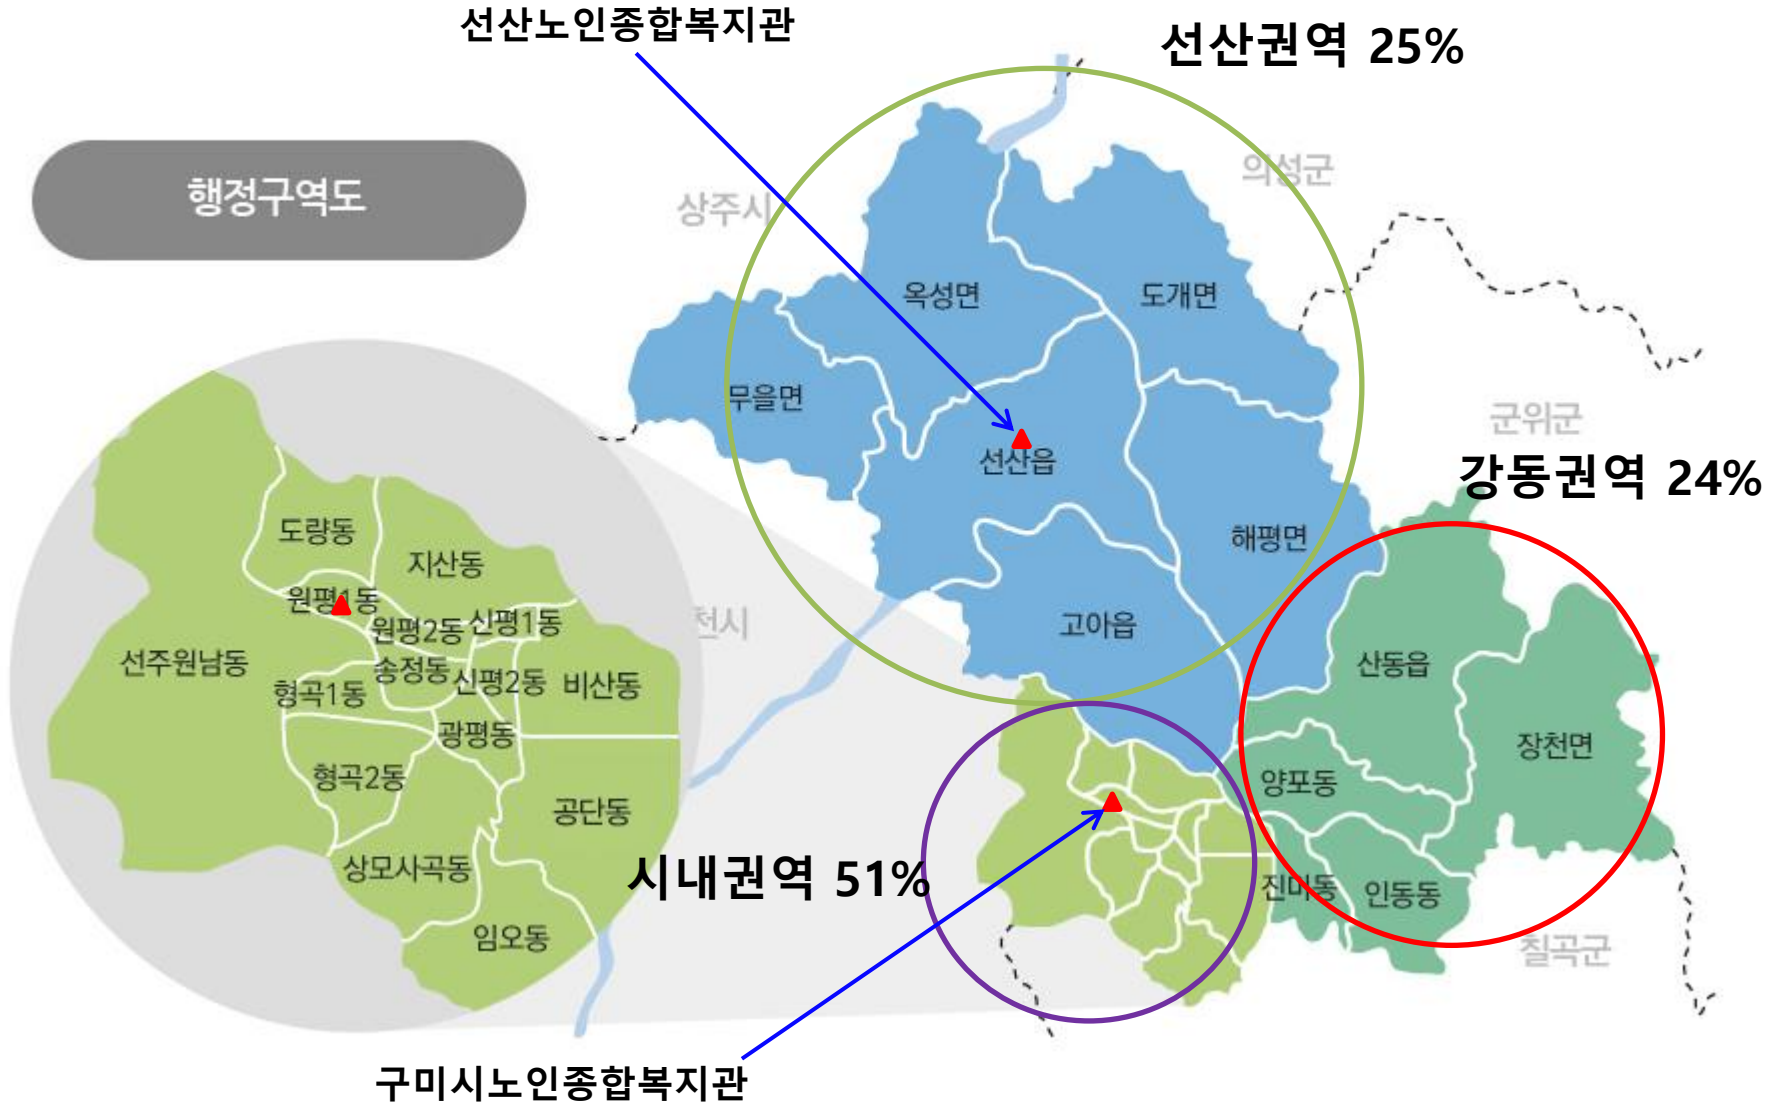 선산노인종합복지관
선산권역 25%
행정구역도
상주시
의성군
옥성면
도개면
무을면
선산읍
군위군
강동권역 24%
해평면
고아읍
천시
산동읍
장천면
양포동
진미동
인동동
칠곡군
도량동
지산동
원평1동
원평2동
신평1동
선주원남동
송정동
신평2동
비산동
형곡1동
광평동
형곡2동
공단동
상모사곡동
임오동
시내권역 51%
구미시노인종합복지관